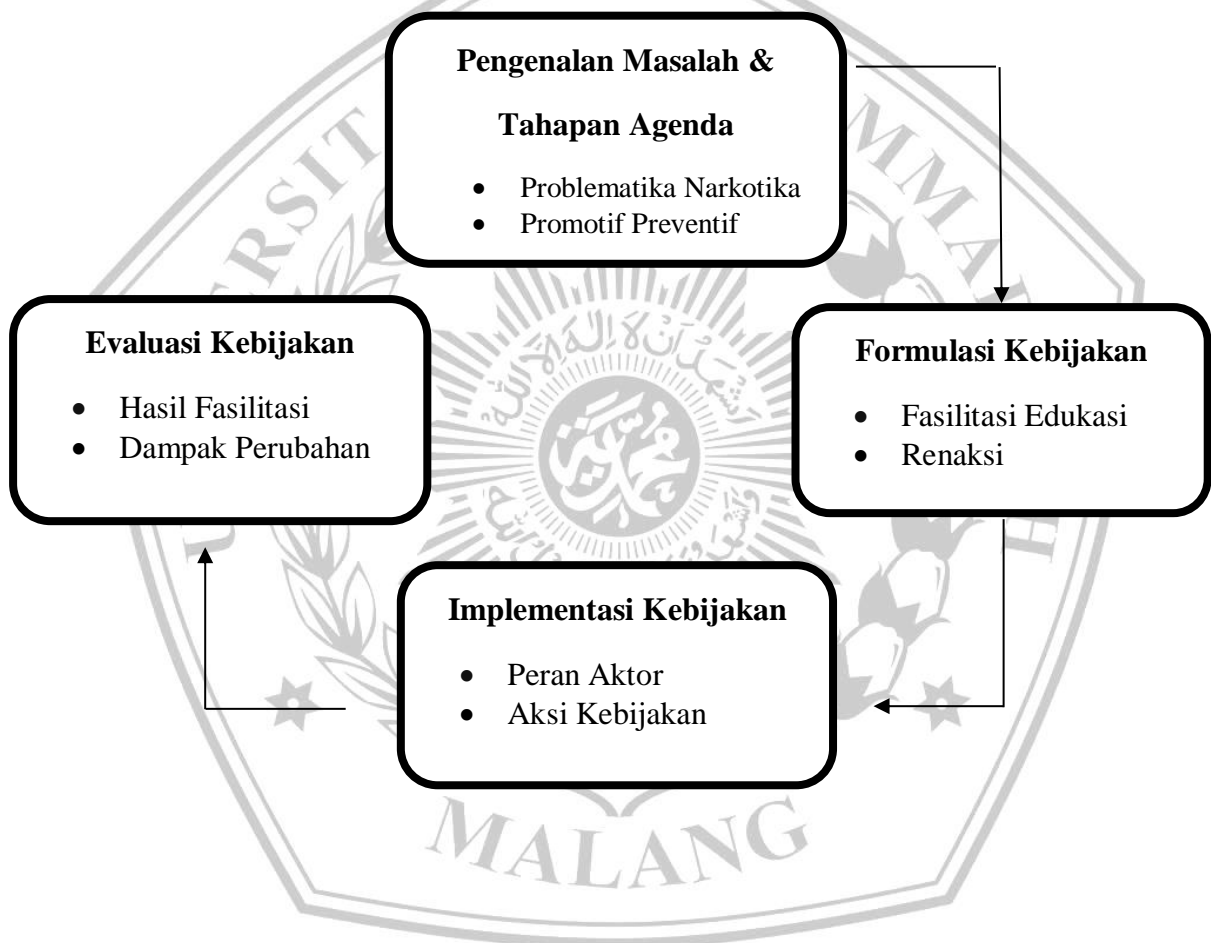 Pengenalan Masalah &
Tahapan Agenda
• Problematika Narkotika
• Promotif Preventif
Evaluasi Kebijakan
• Hasil Fasilitasi
• Dampak Perubahan
Formulasi Kebijakan
• Fasilitasi Edukasi
• Renaksi
Implementasi Kebijakan
• Peran Aktor
• Aksi Kebijakan
MALANG